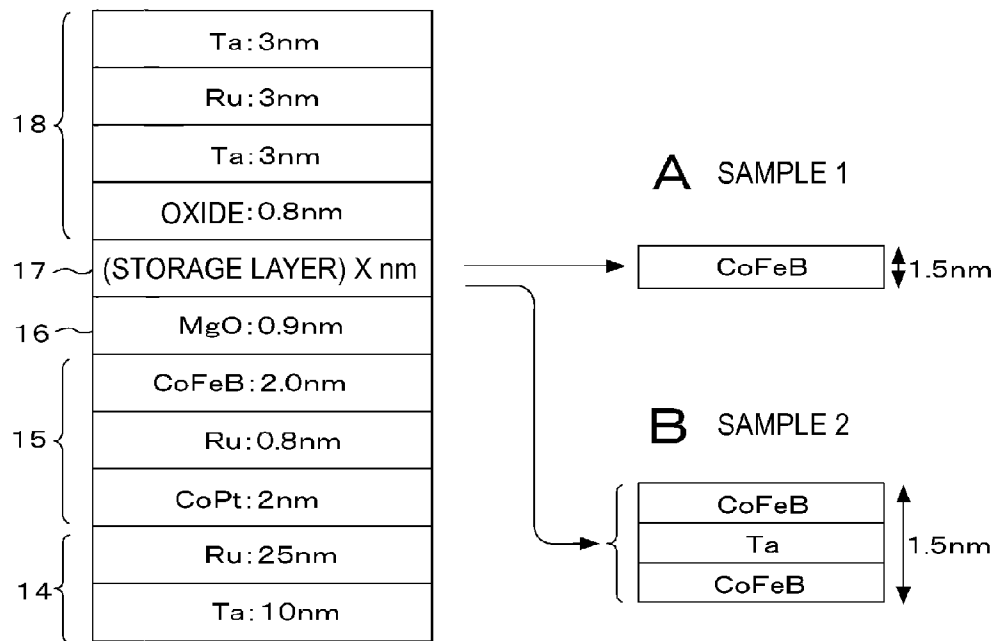 18
Ta:3nm
Ru:3nm
Ta:3nm
OXIDE:0.8nm
17
(STORAGE LAYER) X nm
16
MgO:0.9nm
15
CoFeB:2.0nm
Ru:0.8nm
CoPt:2nm
14
Ru:25nm
Ta:10nm
A SAMPLE 1
CoFeB
1.5nm
B SAMPLE 2
CoFeB
Ta
CoFeB
1.5nm